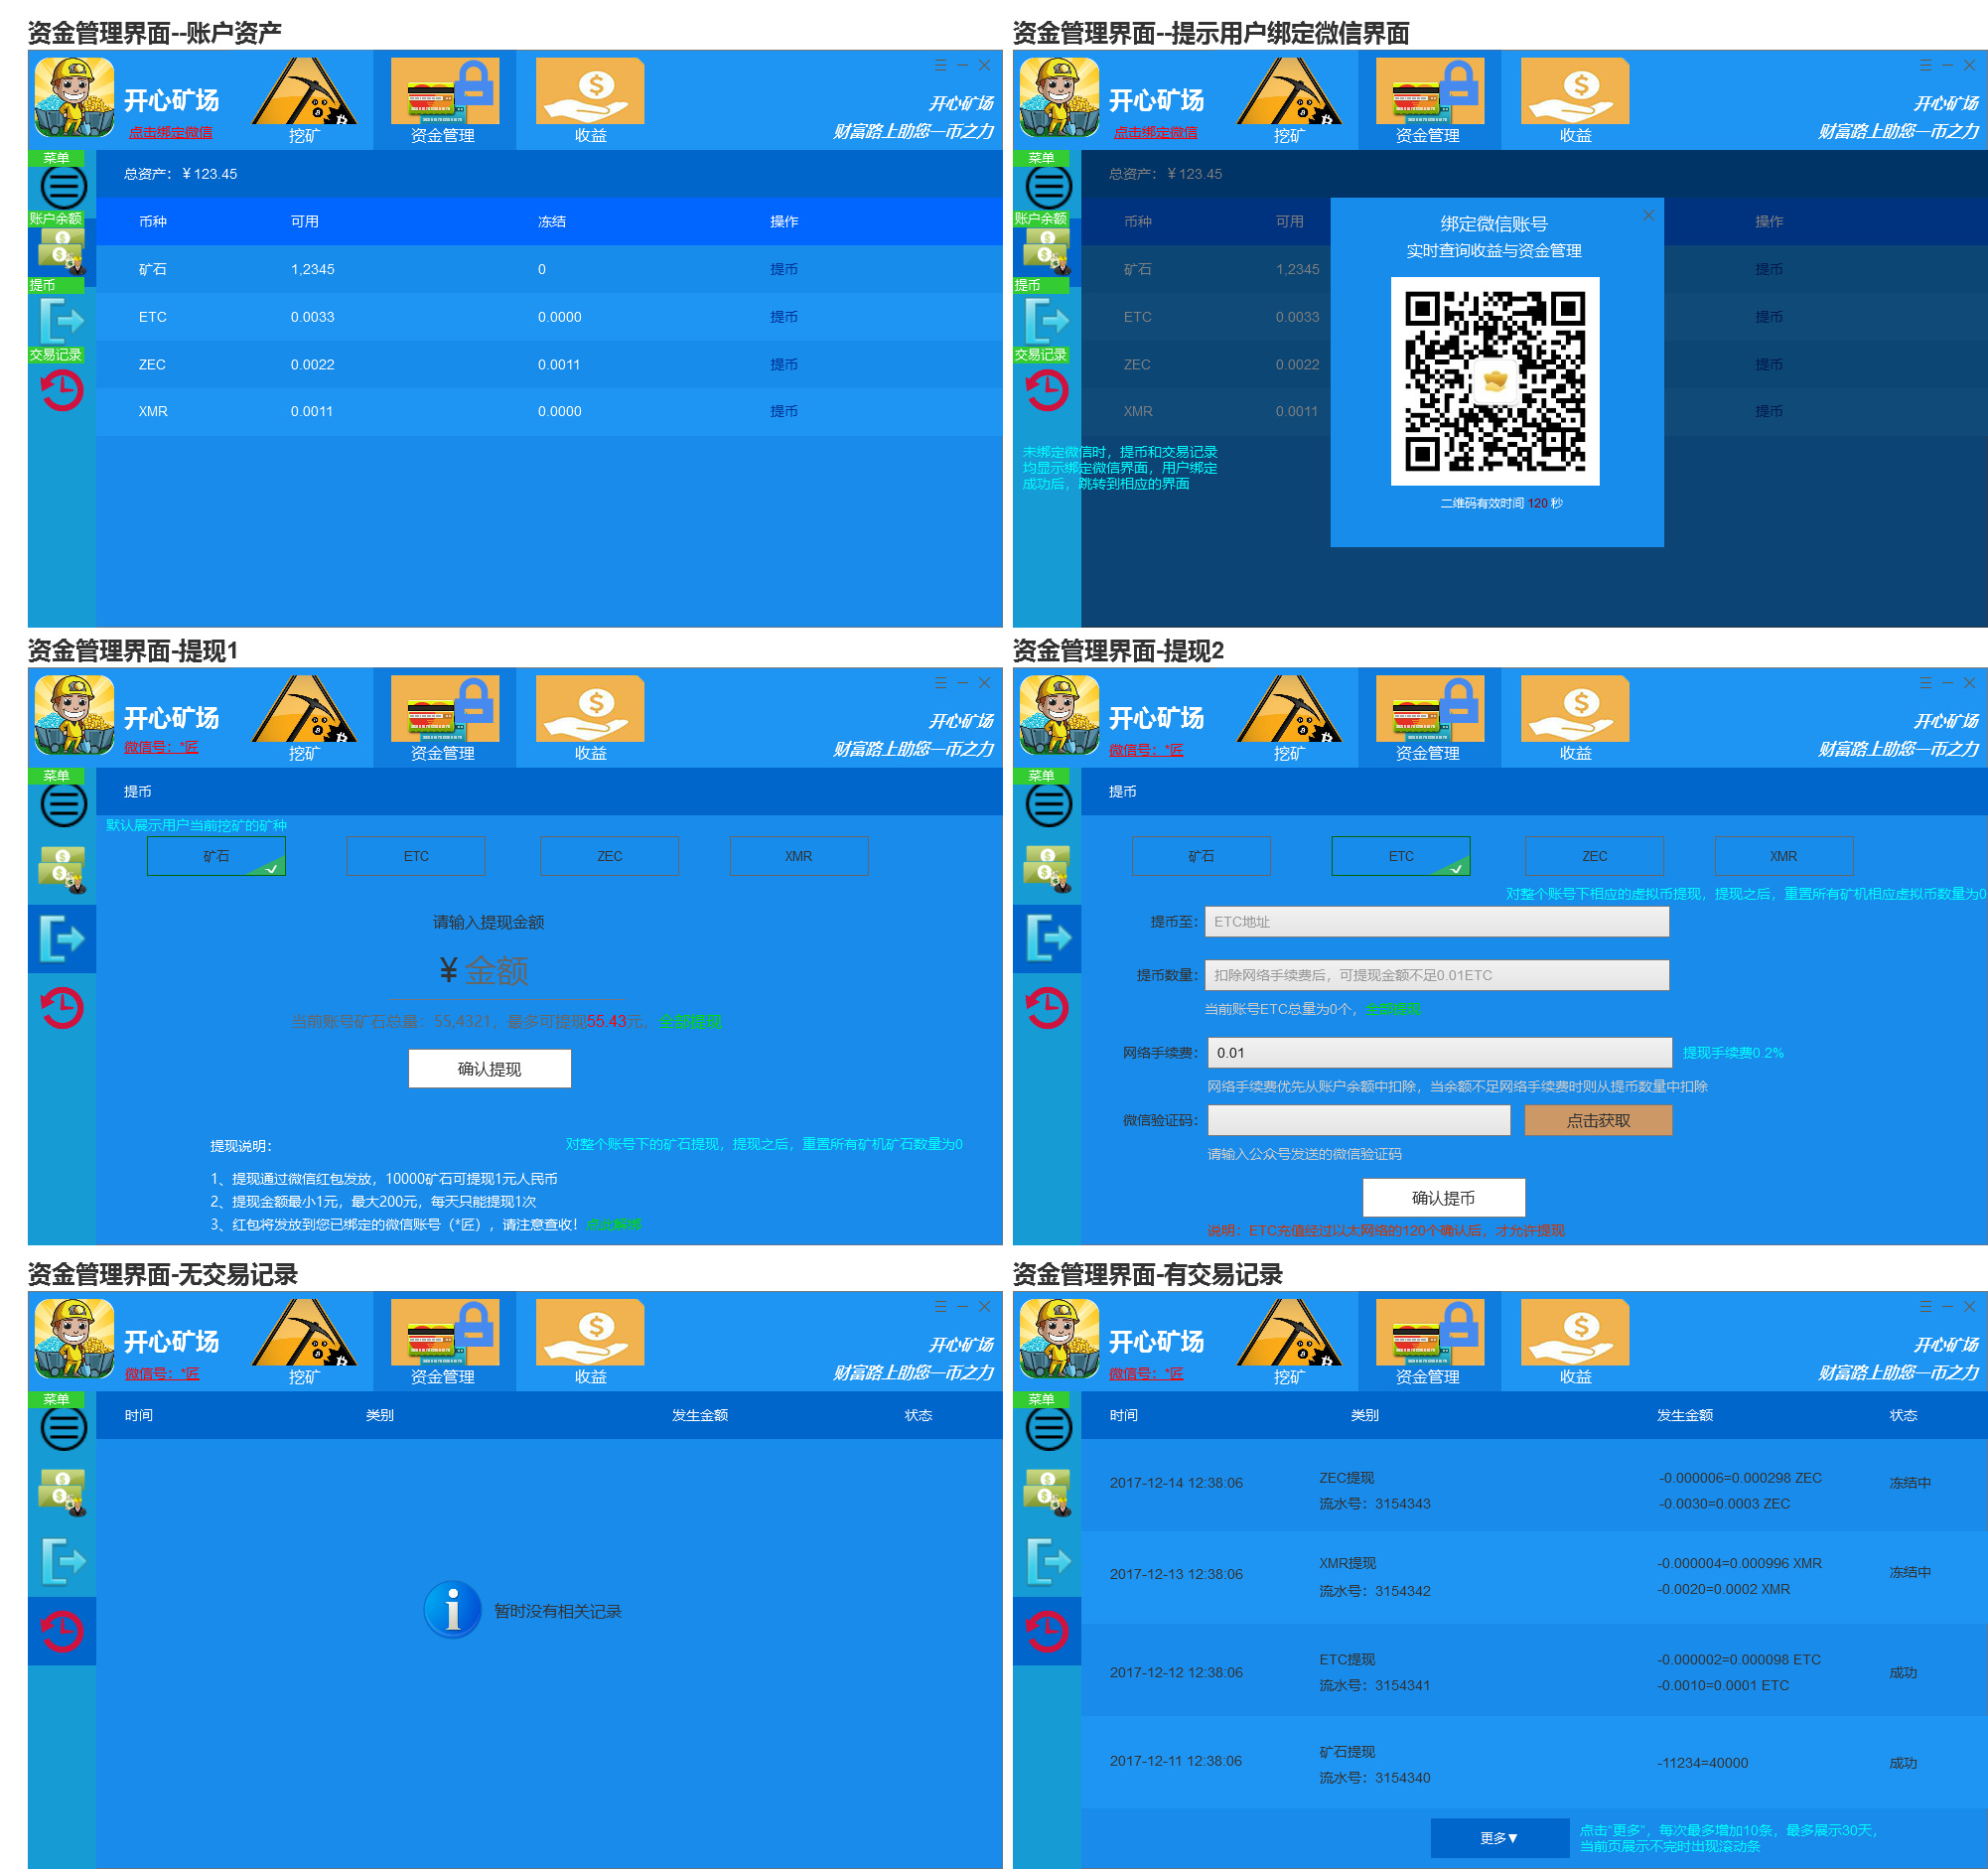 资金管理界面--账户资产
开心矿场
点击绑定微信
挖矿
资金管理
收益
开心矿场
财富路上助您一币之力
菜单
账户余额
提币
交易记录
总资产：￥123.45
币种 可用 冻结 操作
矿石 1,2345 0 提币
ETC 0.0033 0.0000 提币
ZEC 0.0022 0.0011 提币
XMR 0.0011 0.0000 提币
资金管理界面--提示用户绑定微信界面
开心矿场
点击绑定微信
挖矿
资金管理
收益
开心矿场
财富路上助您一币之力
菜单
账户余额
提币
交易记录
总资产：￥123.45
币种 可用 操作
矿石 1,2345 提币
ETC 0.0033 提币
ZEC 0.0022 提币
XMR 0.0011 提币
绑定微信账号
实时查询收益与资金管理
二维码有效时间 120 秒
未绑定微信时，提币和交易记录
均显示绑定微信界面，用户绑定
成功后，跳转到相应的界面
资金管理界面-提现1
开心矿场
微信号：*匠
挖矿
资金管理
收益
开心矿场
财富路上助您一币之力
菜单
提币
默认展示用户当前挖矿的矿种
矿石 ETC ZEC XMR
请输入提现金额
￥ 金额
当前账号矿石总量：55,4321，最多可提现55.43元，全部提现
确认提现
提现说明：
对整个账号下的矿石提现，提现之后，重置所有矿机矿石数量为0
1、提现通过微信红包发放，10000矿石可提现1元人民币
2、提现金额最小1元，最大200元，每天只能提现1次
3、红包将发放到您已绑定的微信账号（*匠），请注意查收！点此解绑
资金管理界面-提现2
开心矿场
微信号：*匠
挖矿
资金管理
收益
开心矿场
财富路上助您一币之力
菜单
提币
矿石 ETC ZEC XMR
对整个账号下相应的虚拟币提现，提现之后，重置所有矿机相应虚拟币数量为0
提币至： ETC地址
提币数量： 扣除网络手续费后，可提现金额不足0.01ETC
当前账号ETC总量为0个，全部提现
网络手续费： 0.01 提现手续费0.2%
网络手续费优先从账户余额中扣除，当余额不足网络手续费时则从提币数量中扣除
微信验证码： 点击获取
请输入公众号发送的微信验证码
确认提币
说明：ETC充值经过以太网络的120个确认后，才允许提现
资金管理界面-无交易记录
开心矿场
微信号：*匠
挖矿
资金管理
收益
开心矿场
财富路上助您一币之力
菜单
时间 类别 发生金额 状态
暂时没有相关记录
资金管理界面-有交易记录
开心矿场
微信号：*匠
挖矿
资金管理
收益
开心矿场
财富路上助您一币之力
菜单
时间 类别 发生金额 状态
2017-12-14 12:38:06 ZEC提现 -0.000006=0.000298 ZEC 冻结中
流水号：3154343 -0.0030=0.0003 ZEC
2017-12-13 12:38:06 XMR提现 -0.000004=0.000996 XMR 冻结中
流水号：3154342 -0.0020=0.0002 XMR
2017-12-12 12:38:06 ETC提现 -0.000002=0.000098 ETC 成功
流水号：3154341 -0.0010=0.0001 ETC
2017-12-11 12:38:06 矿石提现 -11234=40000 成功
流水号：3154340
更多▼
点击“更多”，每次最多增加10条，最多展示30天，
当前页展示不完时出现滚动条